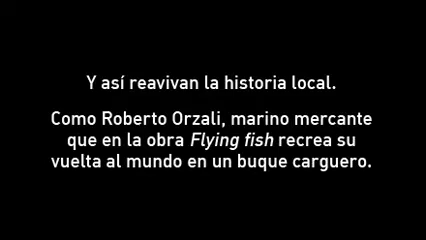 Y así reavivan la historia local.
Como Roberto Orzali, marino mercante
que en la obra Flying fish recrea su
vuelta al mundo en un buque carguero.